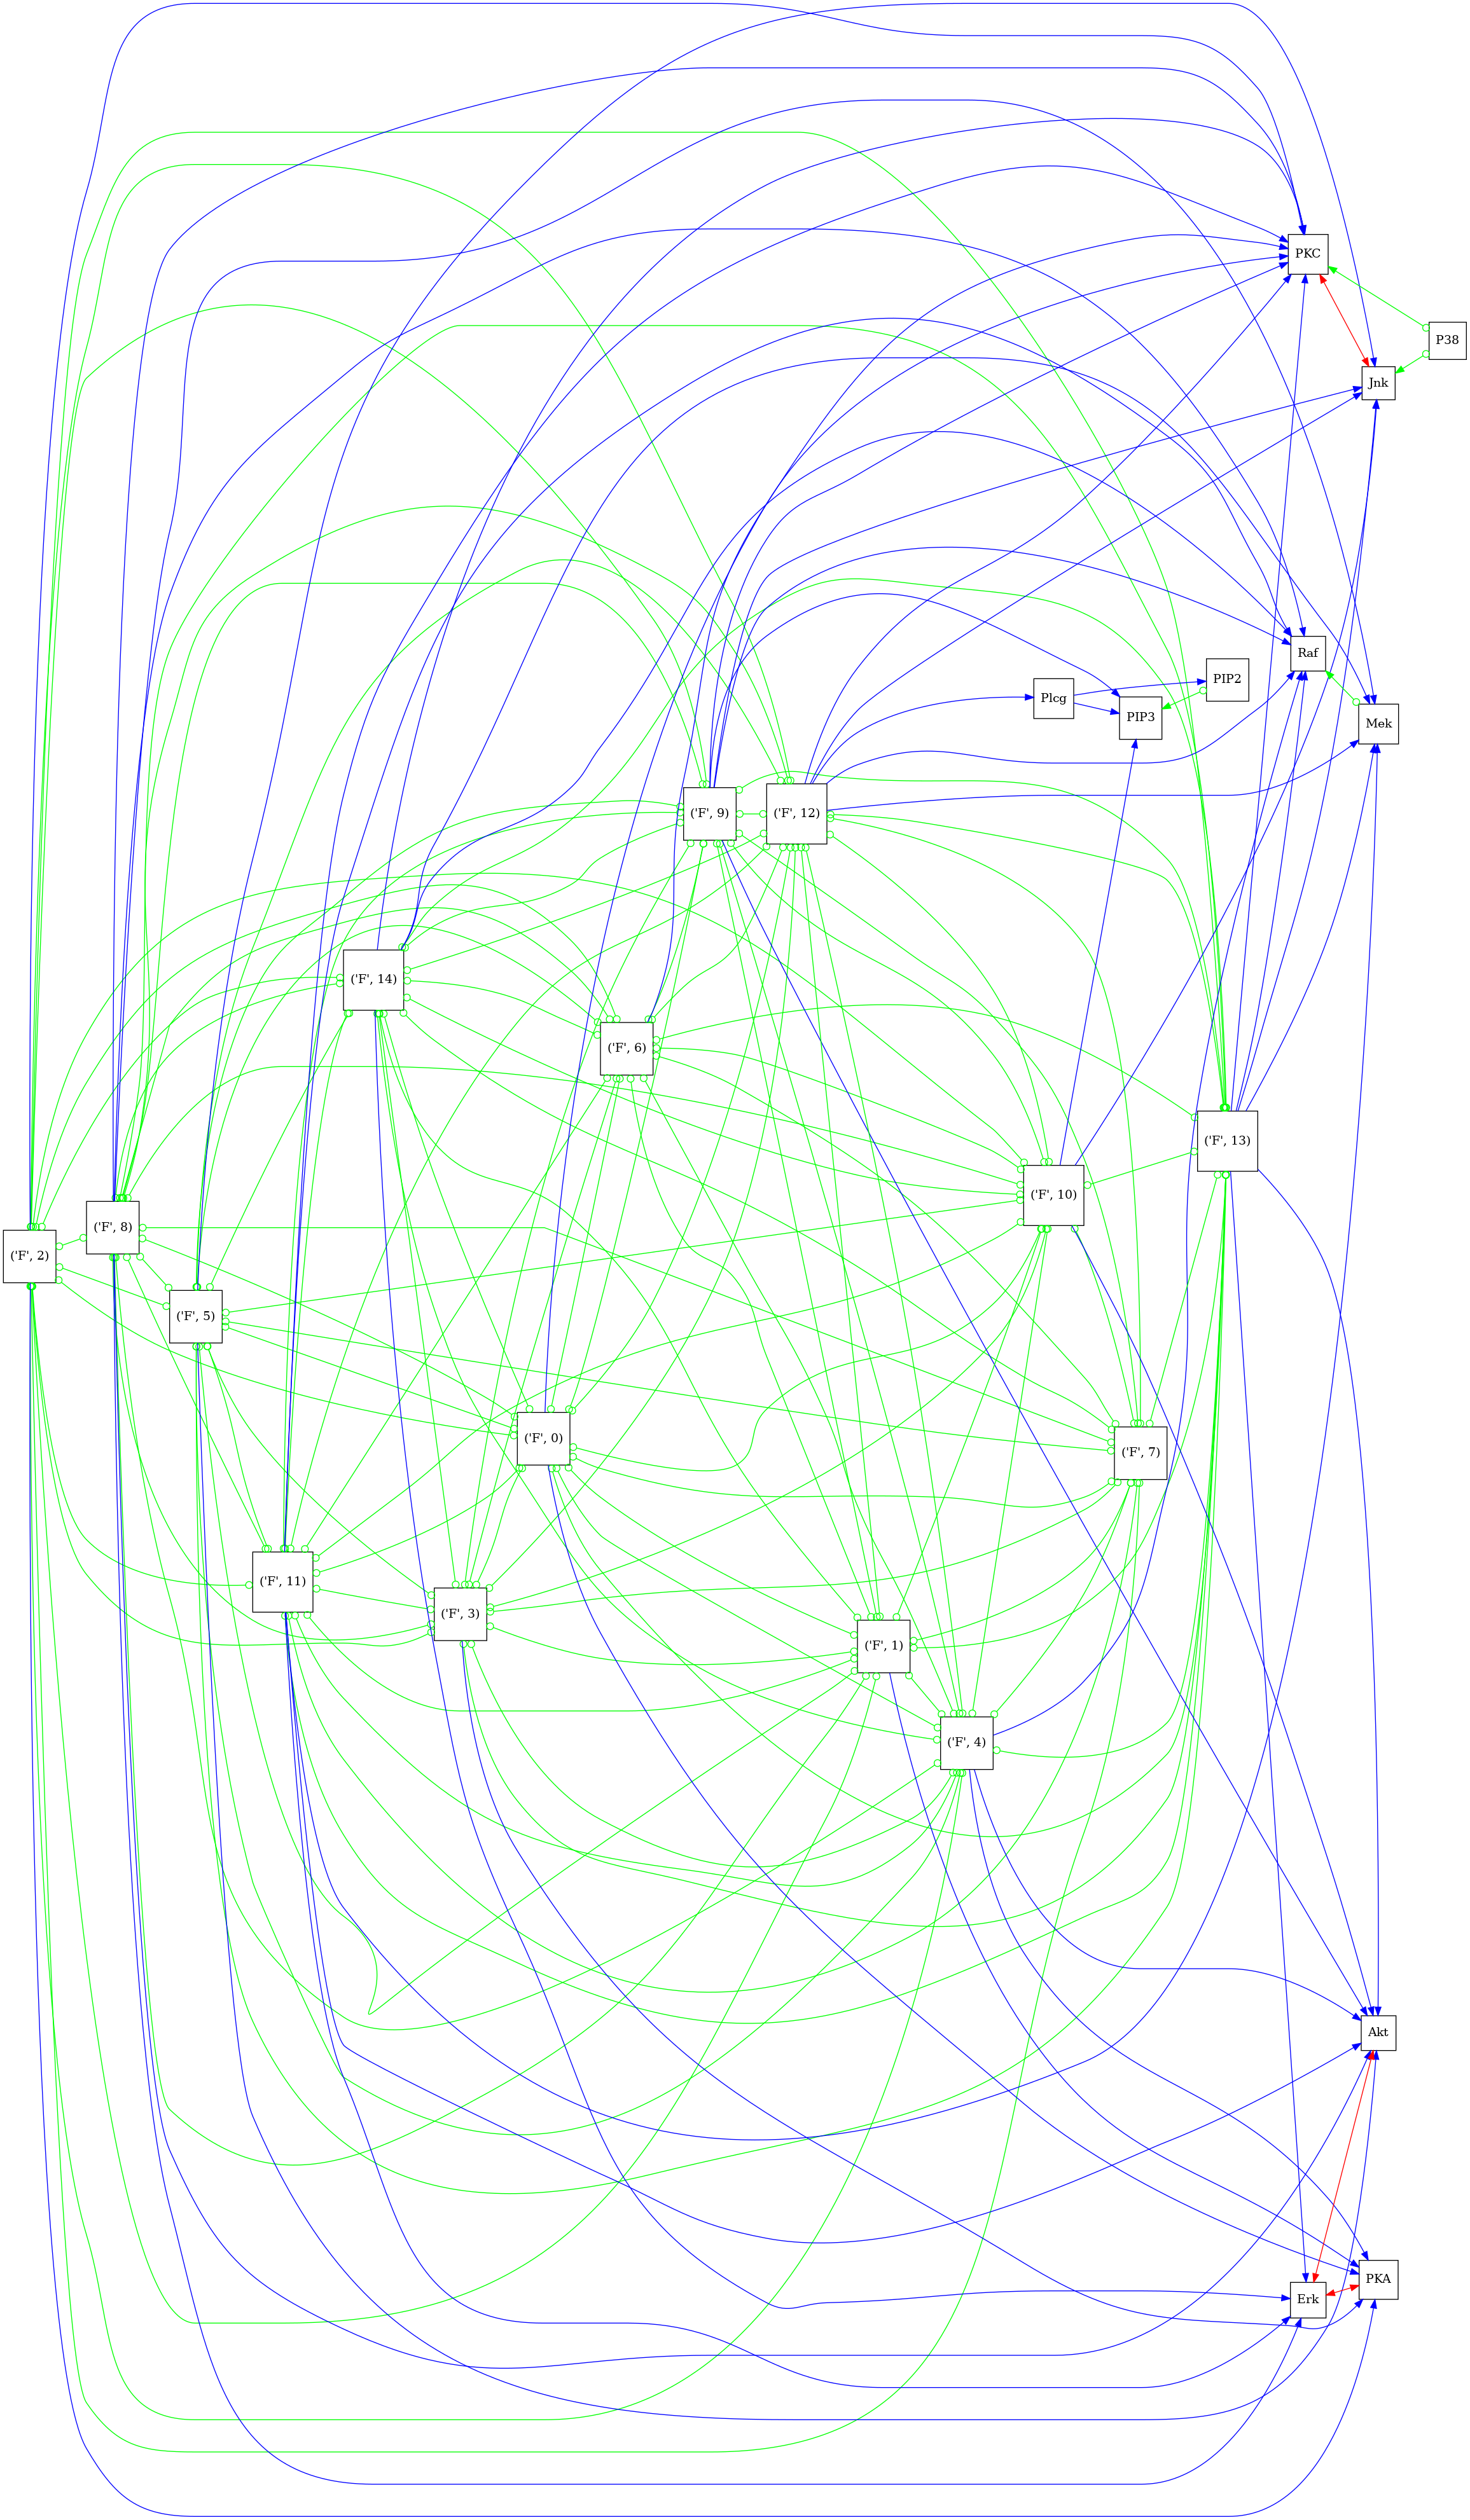 PKC
P38
Jnk
Raf
PIP2
Plcg
PIP3
Mek
('F', 9)
('F', 12)
('F', 14)
('F', 6)
('F', 13)
('F', 10)
('F', 8)
('F', 2)
('F', 5)
('F', 0)
('F', 7)
('F', 11)
('F', 3)
('F', 1)
('F', 4)
Akt
PKA
Erk